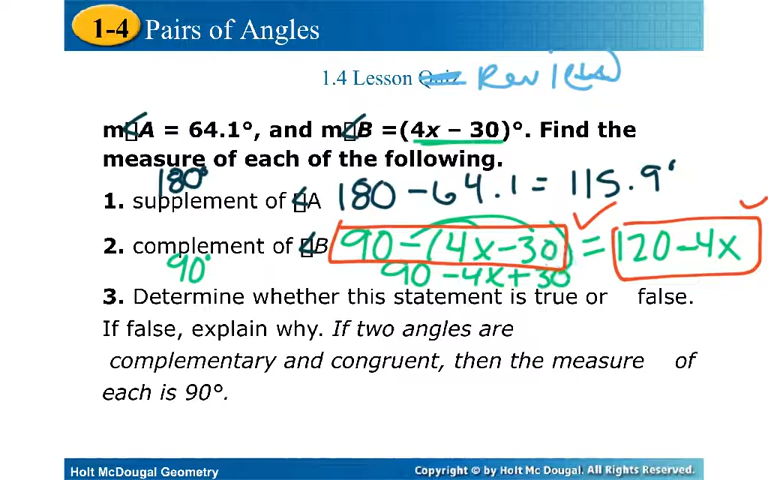 1-4 Pairs of Angles
1.4 Lesson Quiz Review
m∠A = 64.1°, and m∠B =(4x − 30)°. Find the
measure of each of the following.
180°
1. supplement of ∠A 180 - 64.1 = 115.9°
2. complement of ∠B 90 - (4x - 30) = 120 - 4x
90° 90 - 4x + 30
3. Determine whether this statement is true or false.
If false, explain why. If two angles are
complementary and congruent, then the measure of
each is 90°.
Holt McDougal Geometry Copyright © by Holt Mc Dougal. All Rights Reserved.